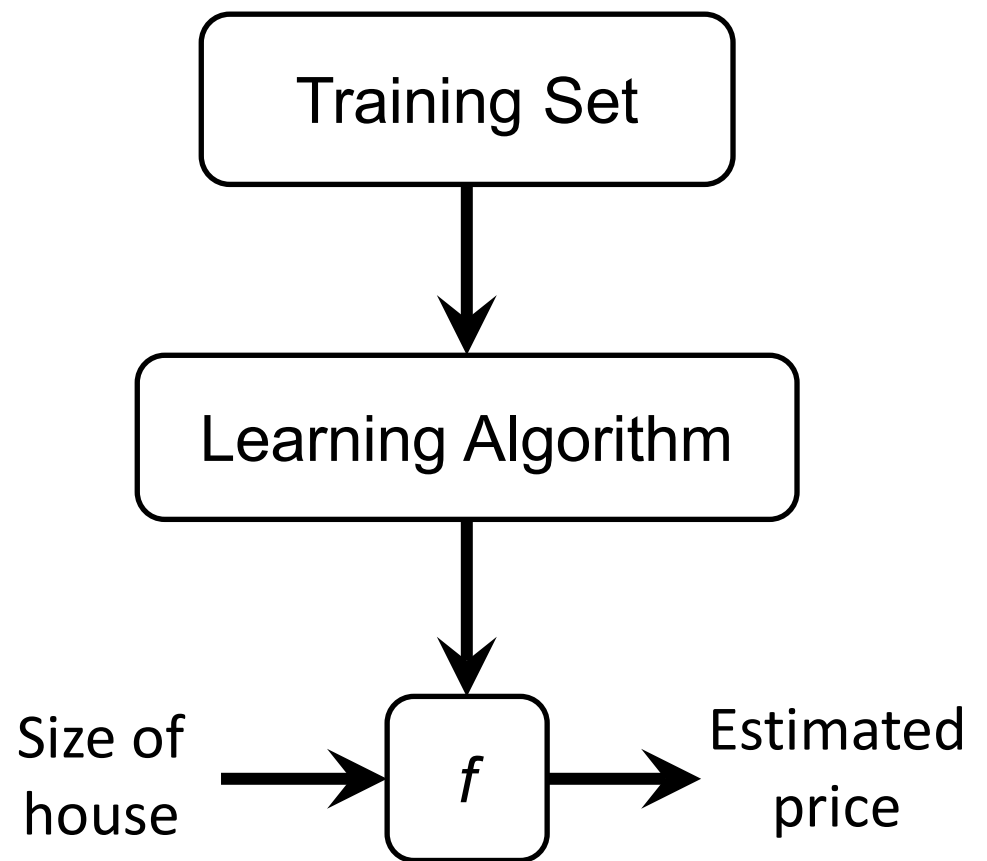 Training Set
Learning Algorithm
Size of
house
f
Estimated
price